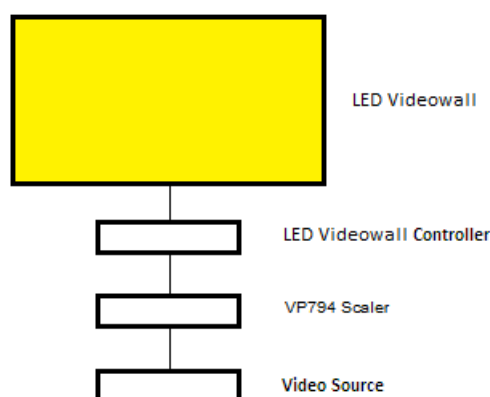 LED Videowall
LED Videowall Controller
VP794 Scaler
Video Source